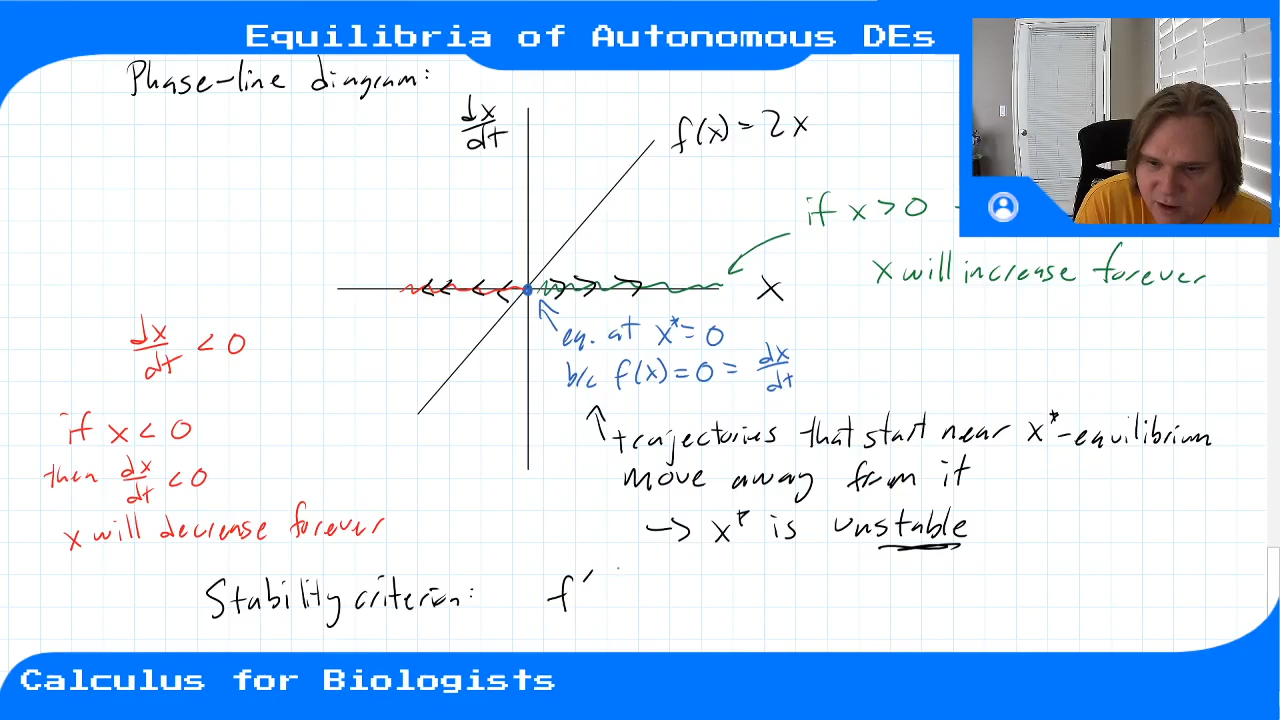 Equilibria of Autonomous DEs
Phase-line diagram:
dx/dt
f(x) = 2x
if x > 0
x will increase forever
x
eq. at x* = 0
b/c f(x) = 0 = dx/dt
dx/dt < 0
if x < 0
then dx/dt < 0
x will decrease forever
trajectories that start near x*-equilibrium
move away from it
→ x* is unstable
Stability criterion: f'
Calculus for Biologists